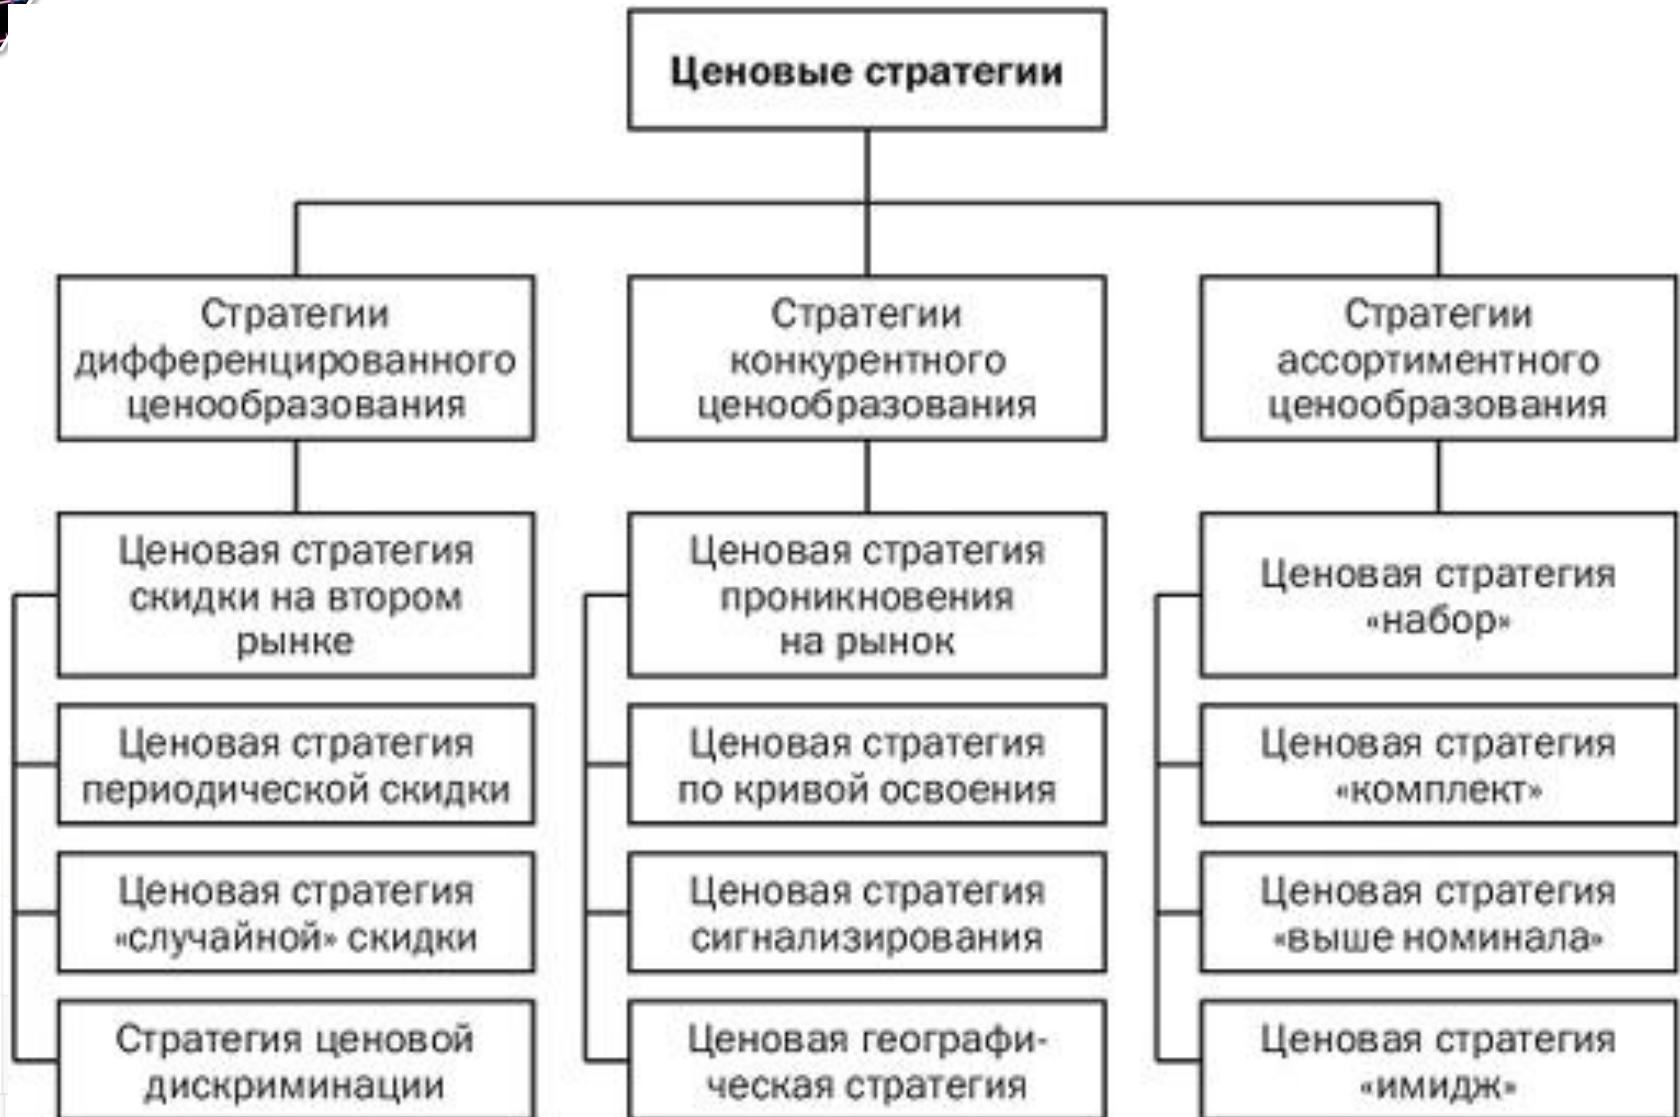 Ценовые стратегии
Стратегии
дифференцированного
ценообразования
Стратегии
конкурентного
ценообразования
Стратегии
ассортиментного
ценообразования
Ценовая стратегия
скидки на втором
рынке
Ценовая стратегия
периодической скидки
Ценовая стратегия
«случайной» скидки
Стратегия ценовой
дискриминации
Ценовая стратегия
проникновения
на рынок
Ценовая стратегия
по кривой освоения
Ценовая стратегия
сигнализирования
Ценовая географи-
ческая стратегия
Ценовая стратегия
«набор»
Ценовая стратегия
«комплект»
Ценовая стратегия
«выше номинала»
Ценовая стратегия
«имидж»